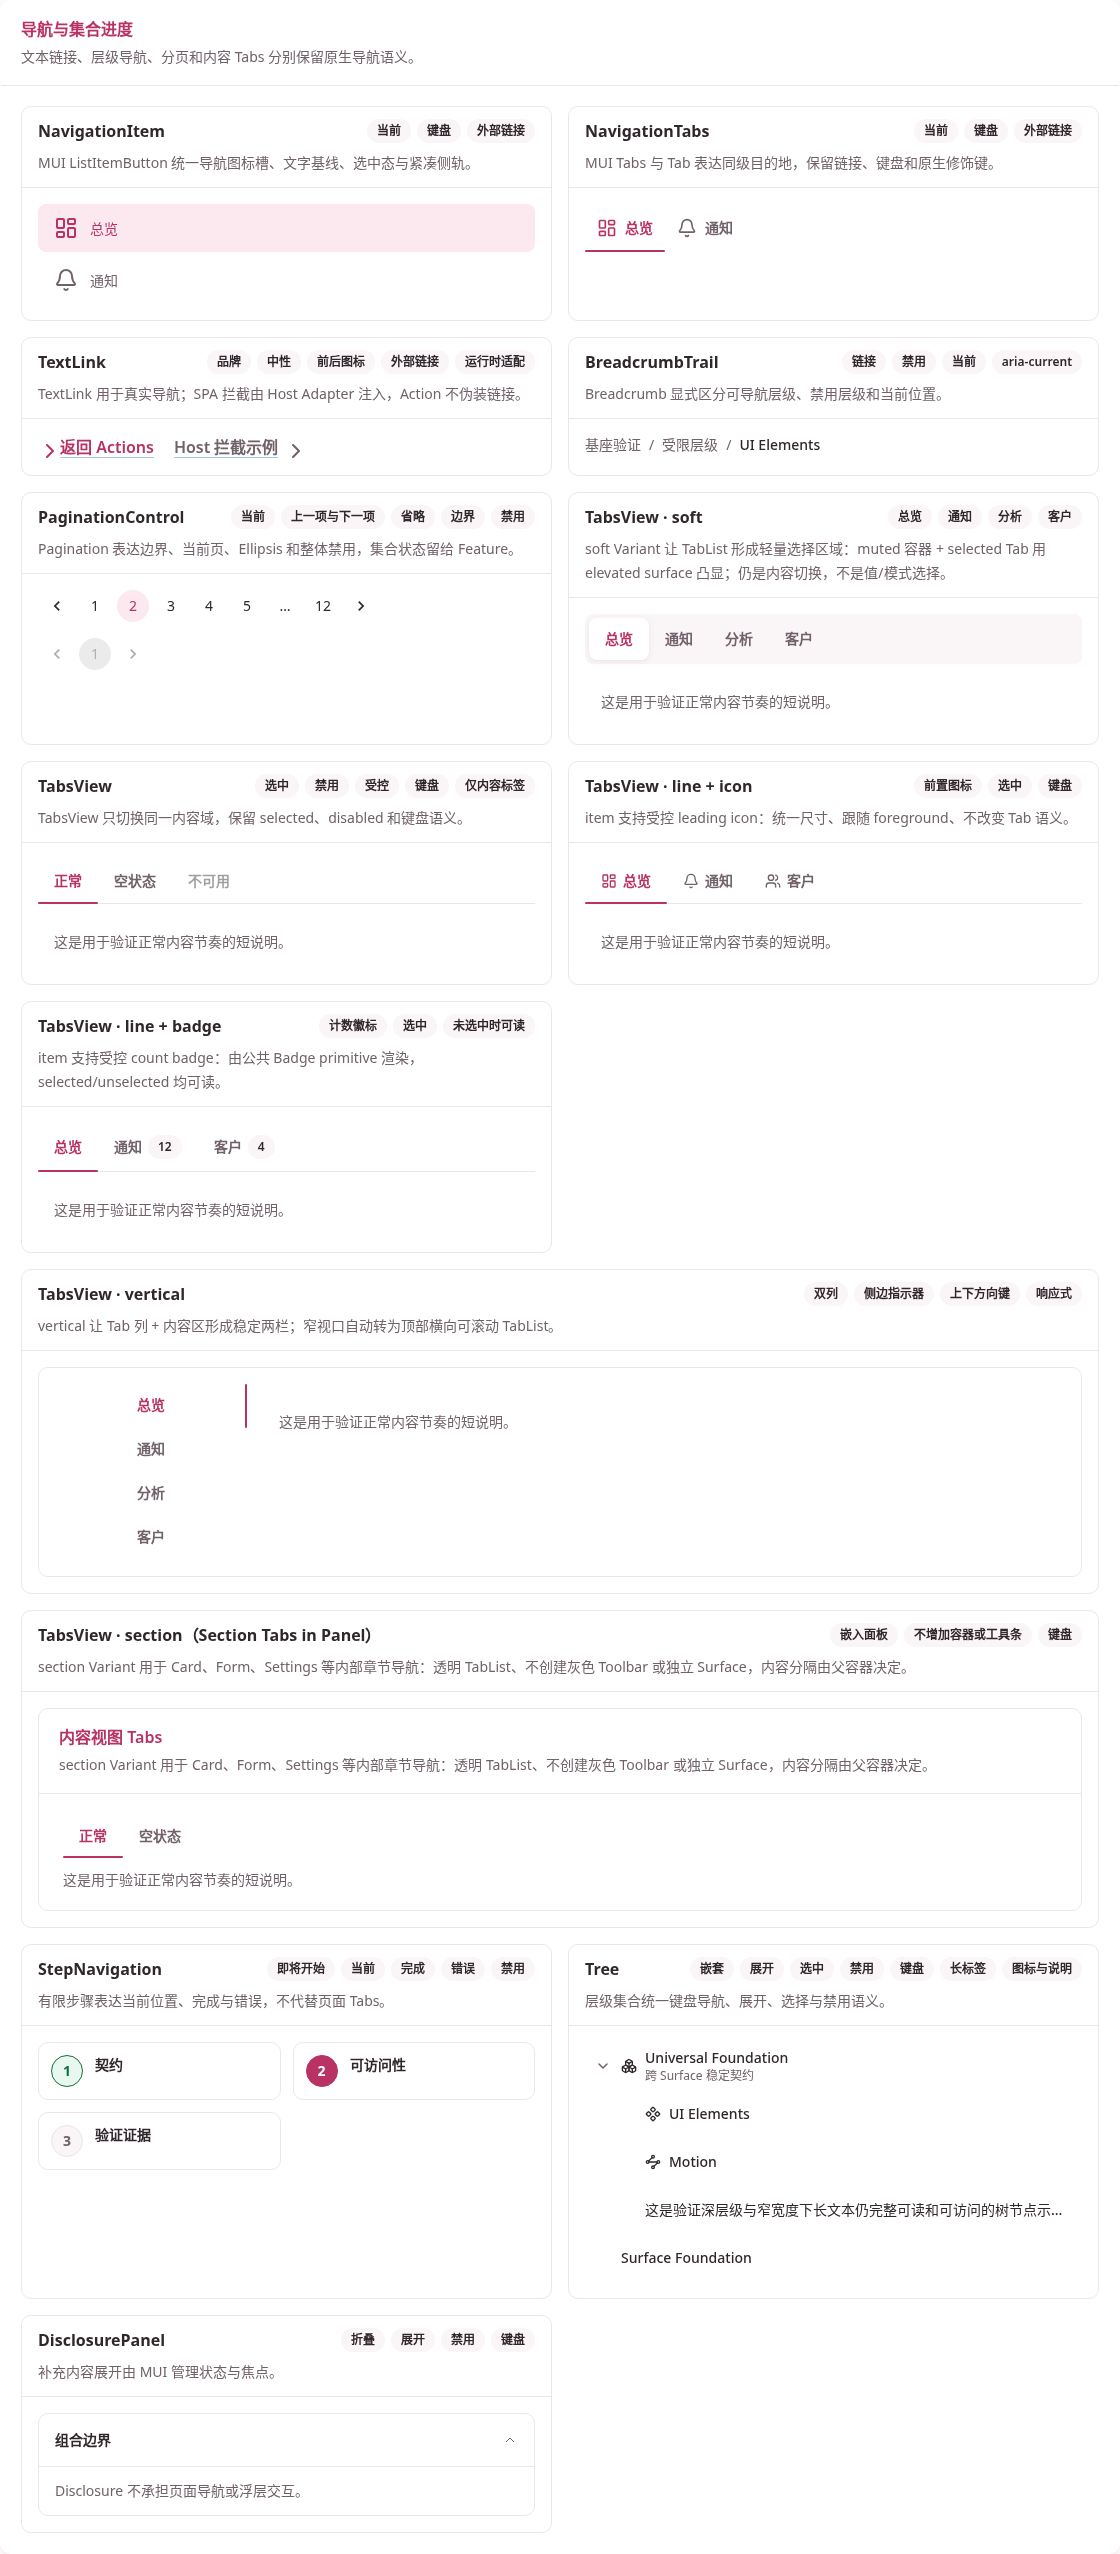 导航与集合进度
文本链接、层级导航、分页和内容 Tabs 分别保留原生导航语义。
NavigationItem 当前 键盘 外部链接
MUI ListItemButton 统一导航图标槽、文字基线、选中态与紧凑侧轨。
总览
通知
NavigationTabs 当前 键盘 外部链接
MUI Tabs 与 Tab 表达同级目的地，保留链接、键盘和原生修饰键。
总览 通知
TextLink 品牌 中性 前后图标 外部链接 运行时适配
TextLink 用于真实导航；SPA 拦截由 Host Adapter 注入，Action 不伪装链接。
返回 Actions Host 拦截示例
BreadcrumbTrail 链接 禁用 当前 aria-current
Breadcrumb 显式区分可导航层级、禁用层级和当前位置。
基座验证 / 受限层级 / UI Elements
PaginationControl 当前 上一项与下一项 省略 边界 禁用
Pagination 表达边界、当前页、Ellipsis 和整体禁用，集合状态留给 Feature。
1 2 3 4 5 … 12
1
TabsView · soft 总览 通知 分析 客户
soft Variant 让 TabList 形成轻量选择区域：muted 容器 + selected Tab 用
elevated surface 凸显；仍是内容切换，不是值/模式选择。
总览 通知 分析 客户
这是用于验证正常内容节奏的短说明。
TabsView 选中 禁用 受控 键盘 仅内容标签
TabsView 只切换同一内容域，保留 selected、disabled 和键盘语义。
正常 空状态 不可用
这是用于验证正常内容节奏的短说明。
TabsView · line + icon 前置图标 选中 键盘
item 支持受控 leading icon：统一尺寸、跟随 foreground、不改变 Tab 语义。
总览 通知 客户
这是用于验证正常内容节奏的短说明。
TabsView · line + badge 计数徽标 选中 未选中时可读
item 支持受控 count badge：由公共 Badge primitive 渲染，
selected/unselected 均可读。
总览 通知 12 客户 4
这是用于验证正常内容节奏的短说明。
TabsView · vertical 双列 侧边指示器 上下方向键 响应式
vertical 让 Tab 列 + 内容区形成稳定两栏；窄视口自动转为顶部横向可滚动 TabList。
总览
通知
分析
客户
这是用于验证正常内容节奏的短说明。
TabsView · section（Section Tabs in Panel） 嵌入面板 不增加容器或工具条 键盘
section Variant 用于 Card、Form、Settings 等内部章节导航：透明 TabList、不创建灰色 Toolbar 或独立 Surface，内容分隔由父容器决定。
内容视图 Tabs
section Variant 用于 Card、Form、Settings 等内部章节导航：透明 TabList、不创建灰色 Toolbar 或独立 Surface，内容分隔由父容器决定。
正常 空状态
这是用于验证正常内容节奏的短说明。
StepNavigation 即将开始 当前 完成 错误 禁用
有限步骤表达当前位置、完成与错误，不代替页面 Tabs。
1 契约 2 可访问性
3 验证证据
Tree 嵌套 展开 选中 禁用 键盘 长标签 图标与说明
层级集合统一键盘导航、展开、选择与禁用语义。
Universal Foundation
跨 Surface 稳定契约
UI Elements
Motion
这是验证深层级与窄宽度下长文本仍完整可读和可访问的树节点示…
Surface Foundation
DisclosurePanel 折叠 展开 禁用 键盘
补充内容展开由 MUI 管理状态与焦点。
组合边界
Disclosure 不承担页面导航或浮层交互。